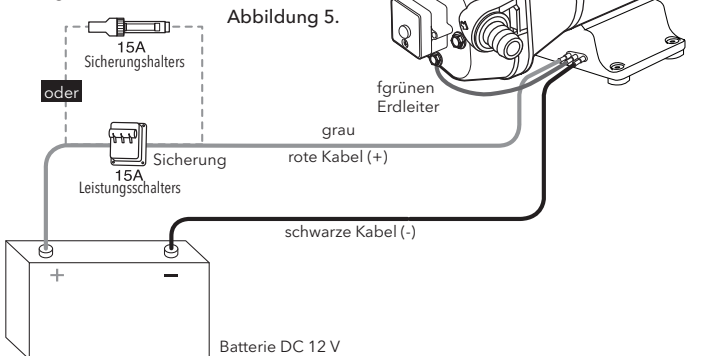 Abbildung 5.
15A
Sicherungshalters
oder
fgrünen
Erdleiter
grau
Sicherung
rote Kabel (+)
15A
Leistungsschalters
schwarze Kabel (-)
+
−
Batterie DC 12 V